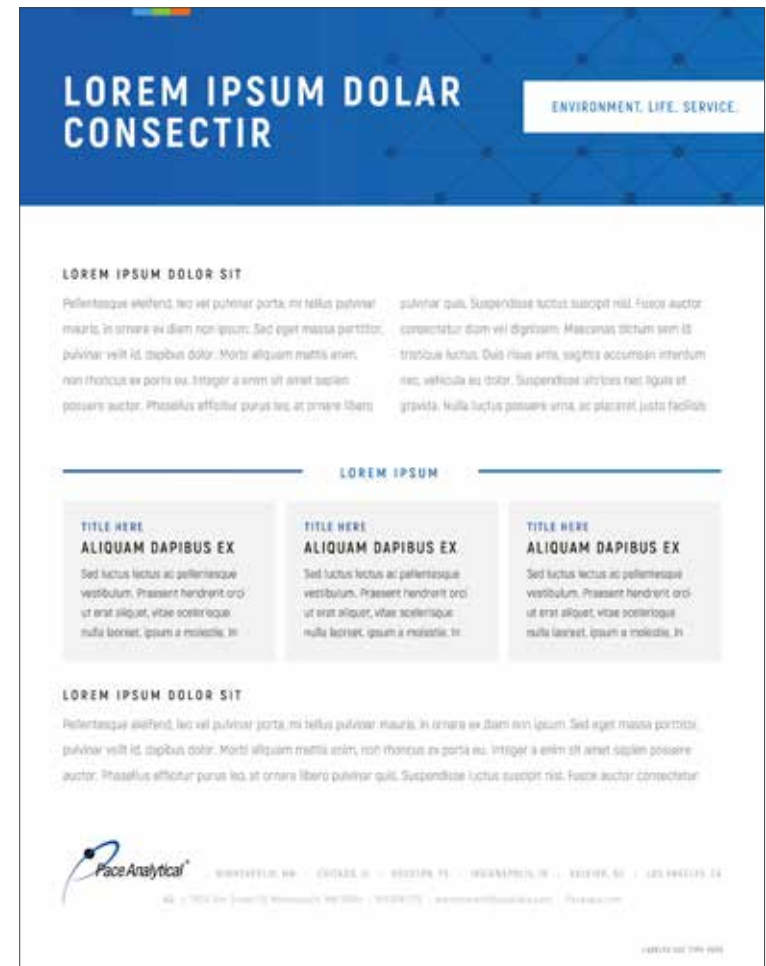 LOREM IPSUM DOLAR
CONSECTIR
ENVIRONMENT. LIFE. SERVICE.
LOREM IPSUM DOLOR SIT
Pellentesque eleifend, leo vel pulvinar porta, mi tellus pulvinar
mauris, in ornare ex diam non ipsum. Sed eget massa porttitor,
pulvinar velit id, dapibus dolor. Morbi aliquam mattis enim,
non rhoncus ex porta eu. Integer a enim sit amet sapien
posuere auctor. Phasellus efficitur purus leo, at ornare libero
pulvinar quis. Suspendisse luctus suscipit nisl. Fusce auctor
consectetur diam vel dignissim. Maecenas dictum sem id
tristique luctus. Duis risus ante, sagittis accumsan interdum
nec, vehicula eu dolor. Suspendisse ultrices nec ligula et
gravida. Nulla luctus posuere urna, ac placerat justo facilisis
LOREM IPSUM
TITLE HERE
ALIQUAM DAPIBUS EX
Sed luctus lectus ac pellentesque
vestibulum. Praesent hendrerit orci
ut erat aliquet, vitae scelerisque
nulla laoreet, ipsum a molestie, In
TITLE HERE
ALIQUAM DAPIBUS EX
Sed luctus lectus ac pellentesque
vestibulum. Praesent hendrerit orci
ut erat aliquet, vitae scelerisque
nulla laoreet, ipsum a molestie, In
TITLE HERE
ALIQUAM DAPIBUS EX
Sed luctus lectus ac pellentesque
vestibulum. Praesent hendrerit orci
ut erat aliquet, vitae scelerisque
nulla laoreet, ipsum a molestie, In
LOREM IPSUM DOLOR SIT
Pellentesque eleifend, leo vel pulvinar porta, mi tellus pulvinar mauris, in ornare ex diam non ipsum. Sed eget massa porttitor,
pulvinar velit id, dapibus dolor. Morbi aliquam mattis enim, non rhoncus ex porta eu. Integer a enim sit amet sapien posuere
auctor. Phasellus efficitur purus leo, at ornare libero pulvinar quis. Suspendisse luctus suscipit nisl. Fusce auctor consectetur
Pace Analytical®
MINNEAPOLIS, MN  CHICAGO, IL  HOUSTON, TX  INDIANAPOLIS, IN  LOS ANGELES, CA